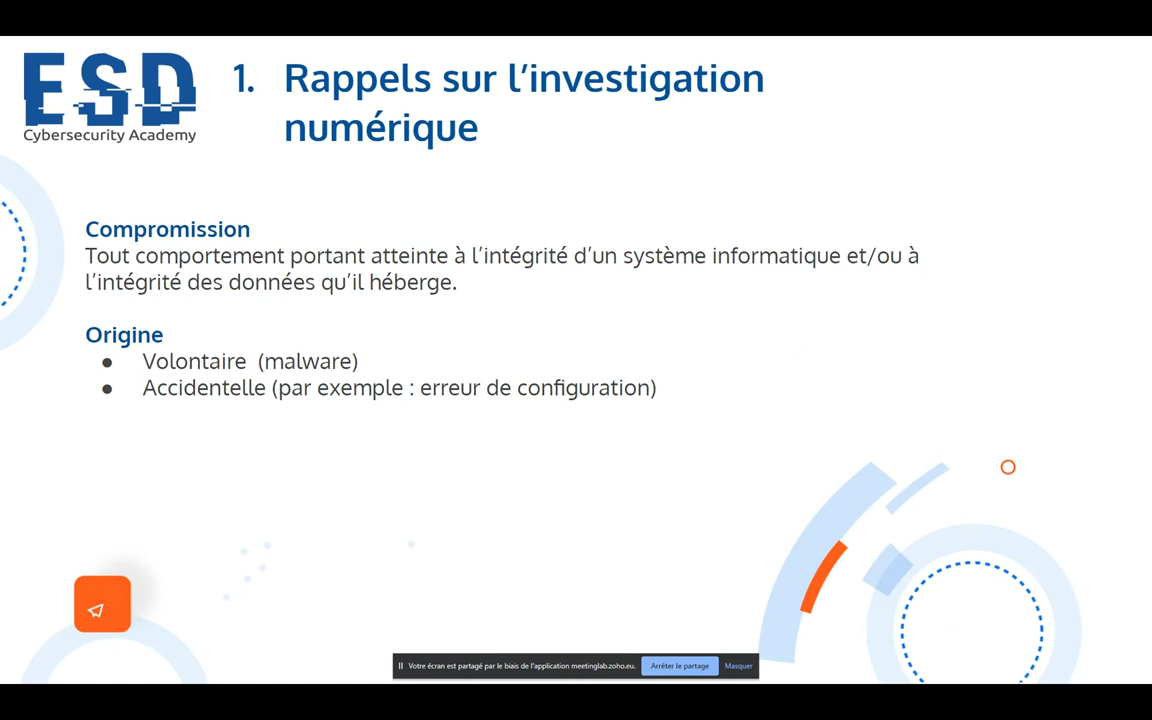 ESD
Cybersecurity Academy
1. Rappels sur l’investigation
numérique
Compromission
Tout comportement portant atteinte à l’intégrité d’un système informatique et/ou à
l’intégrité des données qu’il héberge.
Origine
● Volontaire (malware)
● Accidentelle (par exemple : erreur de configuration)
Votre écran est partagé par le biais de l'application meetinglab.zoho.eu.
Arrêter le partage
Masquer